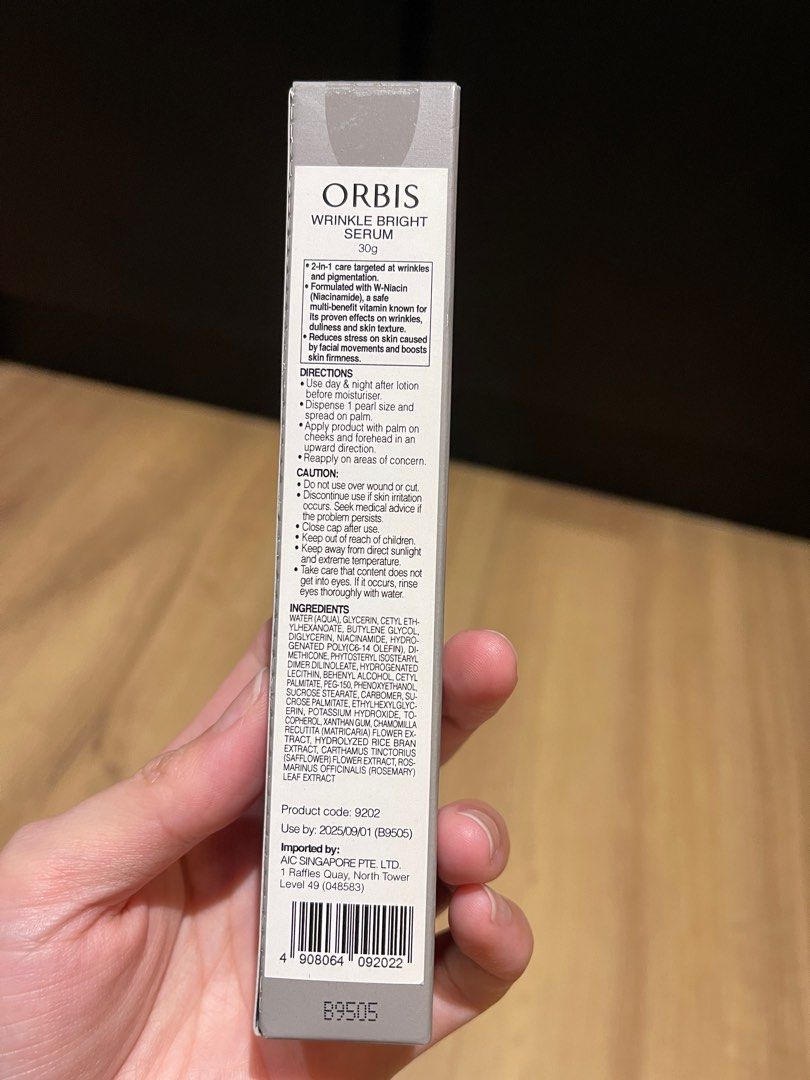 ORBIS
WRINKLE BRIGHT
SERUM
30g
• 2-in-1 care targeted at wrinkles
and pigmentation.
• Formulated with W-Niacin
(Niacinamide), a safe
multi-benefit vitamin known for
its proven effects on wrinkles,
dullness and skin texture.
• Reduces stress on skin caused
by facial movements and boosts
skin firmness.
DIRECTIONS
• Use day & night after lotion
before moisturiser.
• Dispense 1 pearl size and
spread on palm.
• Apply product with palm on
cheeks and forehead in an
upward direction.
• Reapply on areas of concern.
CAUTION:
• Do not use over wound or cut.
• Discontinue use if skin irritation
occurs. Seek medical advice if
the problem persists.
• Close cap after use.
• Keep out of reach of children.
• Keep away from direct sunlight
and extreme temperature.
• Take care that content does not
get into eyes. If it occurs, rinse
eyes thoroughly with water.
INGREDIENTS
WATER (AQUA), GLYCERIN, CETYL ETH-
YLHEXANOATE, BUTYLENE GLYCOL,
DIGLYCERIN, NIACINAMIDE, HYDRO-
GENATED POLY(C6-14 OLEFIN), DI-
METHICONE, PHYTOSTERYL ISOSTEARYL
DIMER DILINOLEATE, HYDROGENATED
LECITHIN, BEHENYL ALCOHOL, CETYL
PALMITATE, PEG-150, PHENOXYETHANOL,
SUCROSE STEARATE, CARBOMER, SU-
CROSE PALMITATE, ETHYLHEXYLGLYC-
ERIN, POTASSIUM HYDROXIDE, TO-
COPHEROL, XANTHAN GUM, CHAMOMILLA
RECUTITA (MATRICARIA) FLOWER EX-
TRACT, HYDROLYZED RICE BRAN
EXTRACT, CARTHAMUS TINCTORIUS
(SAFFLOWER) FLOWER EXTRACT, ROS-
MARINUS OFFICINALIS (ROSEMARY)
LEAF EXTRACT
Product code: 9202
Use by: 2025/09/01 (B9505)
Imported by:
AIC SINGAPORE PTE. LTD.
1 Raffles Quay, North Tower
Level 49 (048583)
4 908064 092022
B9505